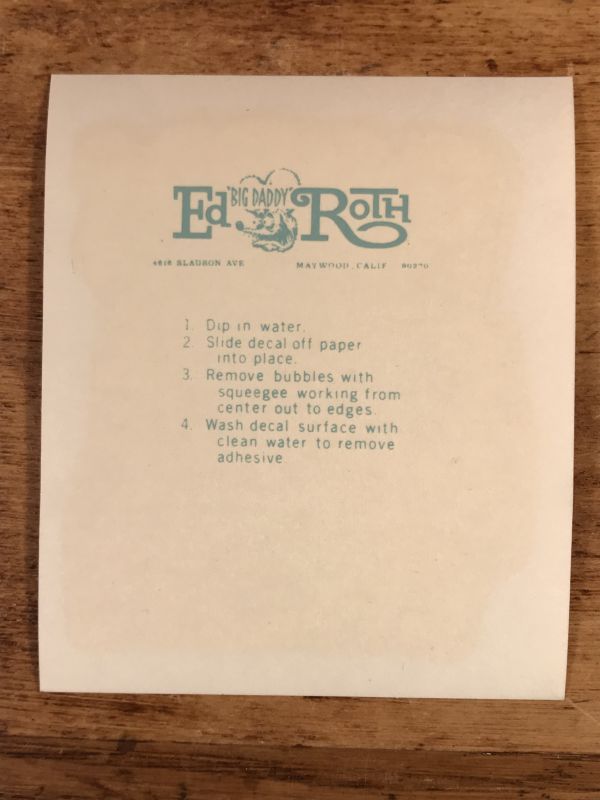 Ed "BIG DADDY" ROTH
4616 SLAUSON AVE MAYWOOD, CALIF 90270
1. Dip in water.
2. Slide decal off paper
into place.
3. Remove bubbles with
squeegee working from
center out to edges.
4. Wash decal surface with
clean water to remove
adhesive.